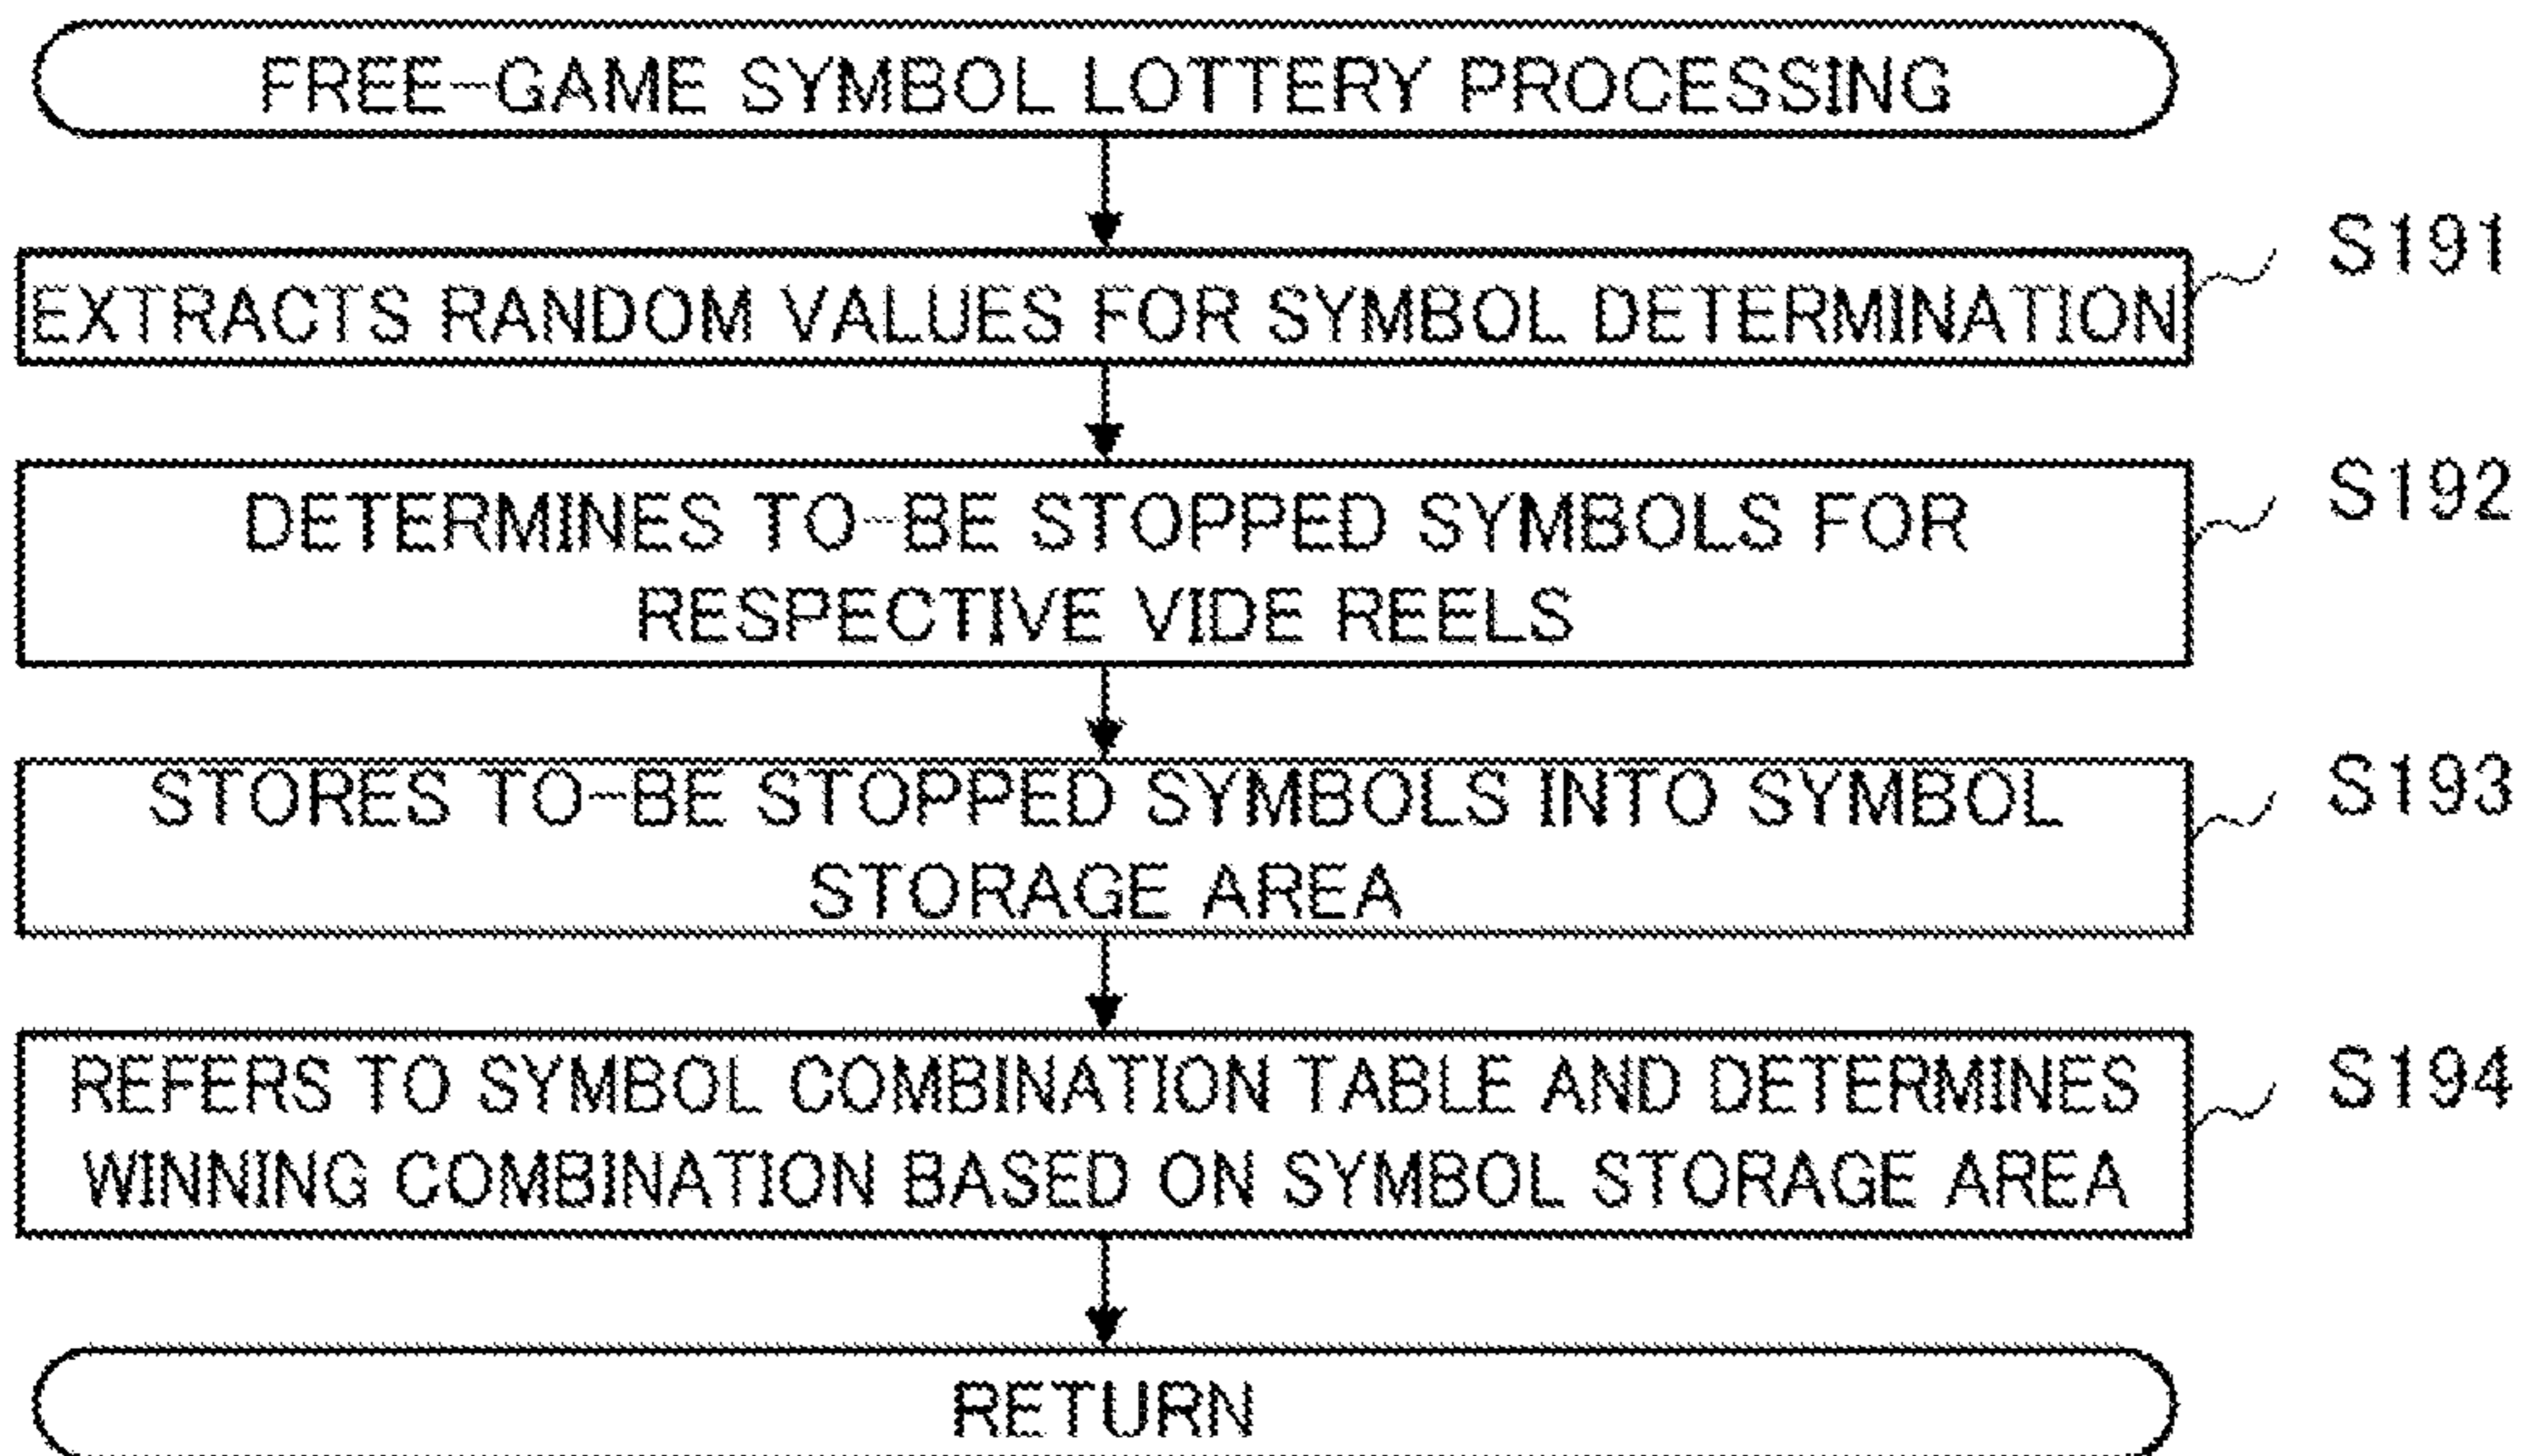 FREE-GAME SYMBOL LOTTERY PROCESSING
S191
EXTRACTS RANDOM VALUES FOR SYMBOL DETERMINATION
S192
DETERMINES TO-BE STOPPED SYMBOLS FOR
RESPECTIVE VIDE REELS
S193
STORES TO-BE STOPPED SYMBOLS INTO SYMBOL
STORAGE AREA
S194
REFERS TO SYMBOL COMBINATION TABLE AND DETERMINES
WINNING COMBINATION BASED ON SYMBOL STORAGE AREA
RETURN